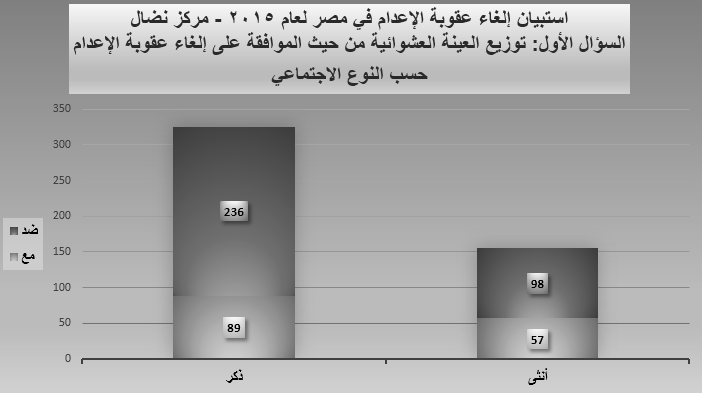 استبيان إلغاء عقوبة الإعدام في مصر لعام ٢٠١٥ - مركز نضال
السؤال الأول: توزيع العينة العشوائية من حيث الموافقة على إلغاء عقوبة الإعدام
حسب النوع الاجتماعي
350
300
250
200
150
100
50
0
236
89
98
57
ذكر
أنثى
ضد
مع